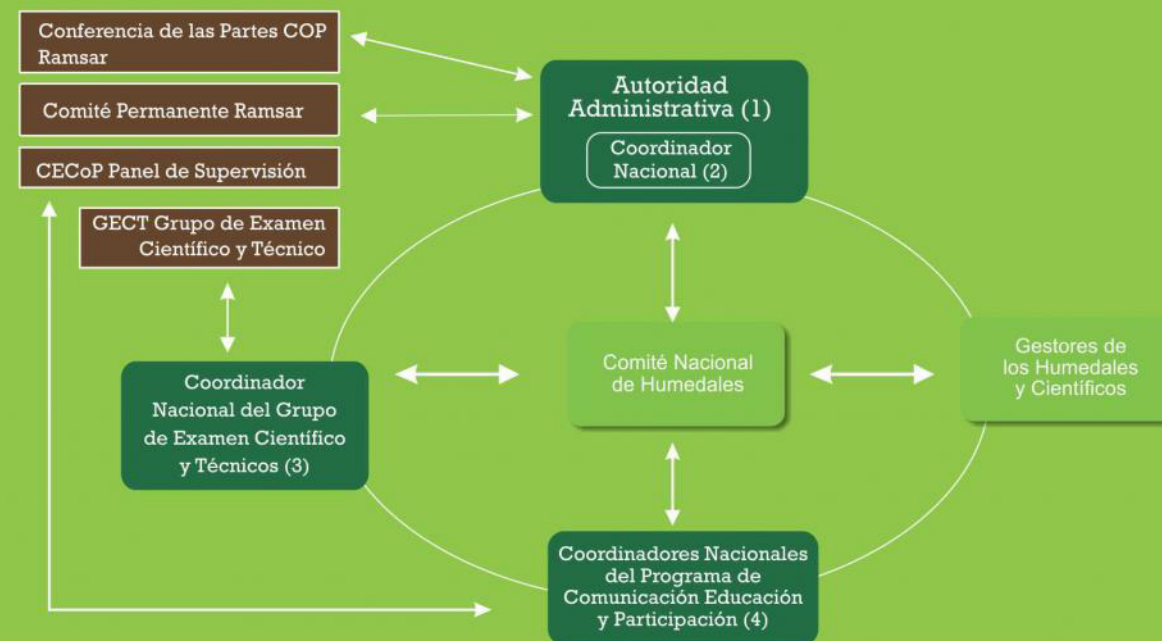 Conferencia de las Partes COP
Ramsar
Comité Permanente Ramsar
CECoP Panel de Supervisión
GECT Grupo de Examen
Científico y Técnico
Autoridad
Administrativa (1)
Coordinador
Nacional (2)
Coordinador
Nacional del Grupo
de Examen Científico
y Técnicos (3)
Comité Nacional
de Humedales
Gestores de
los Humedales
y Científicos
Coordinadores Nacionales
del Programa de
Comunicación Educación
y Participación (4)